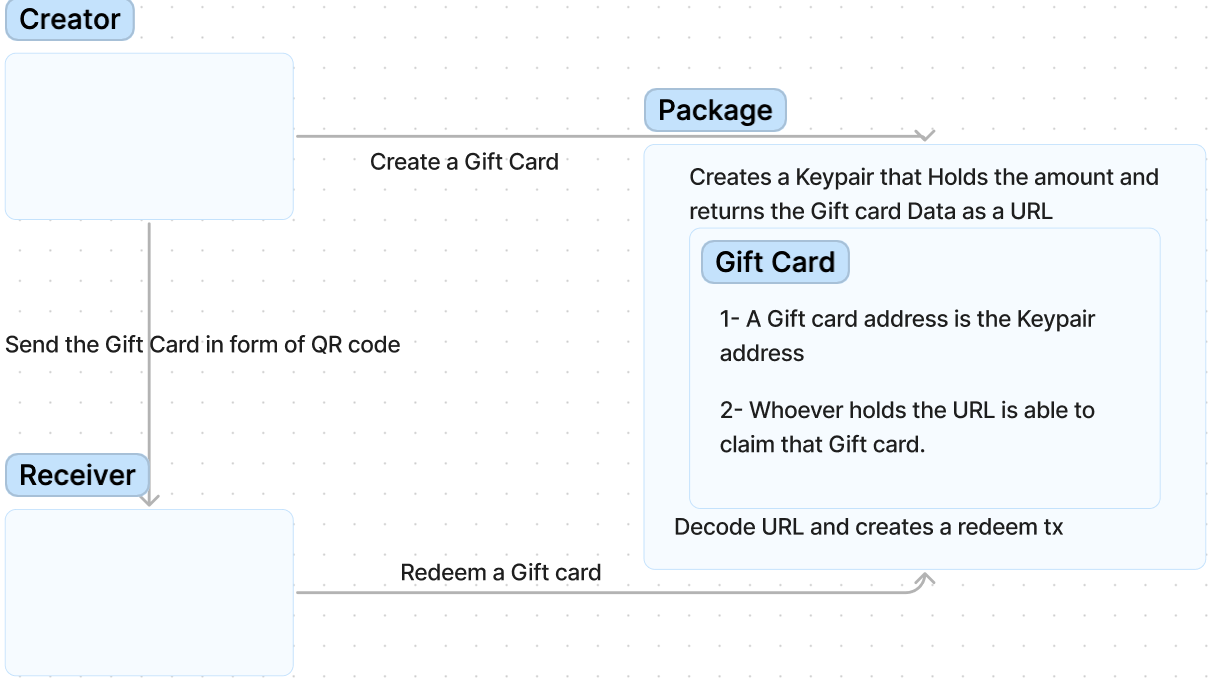 Creator
Package
Create a Gift Card
Creates a Keypair that Holds the amount and
returns the Gift card Data as a URL
Gift Card
1- A Gift card address is the Keypair
address
2- Whoever holds the URL is able to
claim that Gift card.
Send the Gift Card in form of QR code
Receiver
Decode URL and creates a redeem tx
Redeem a Gift card